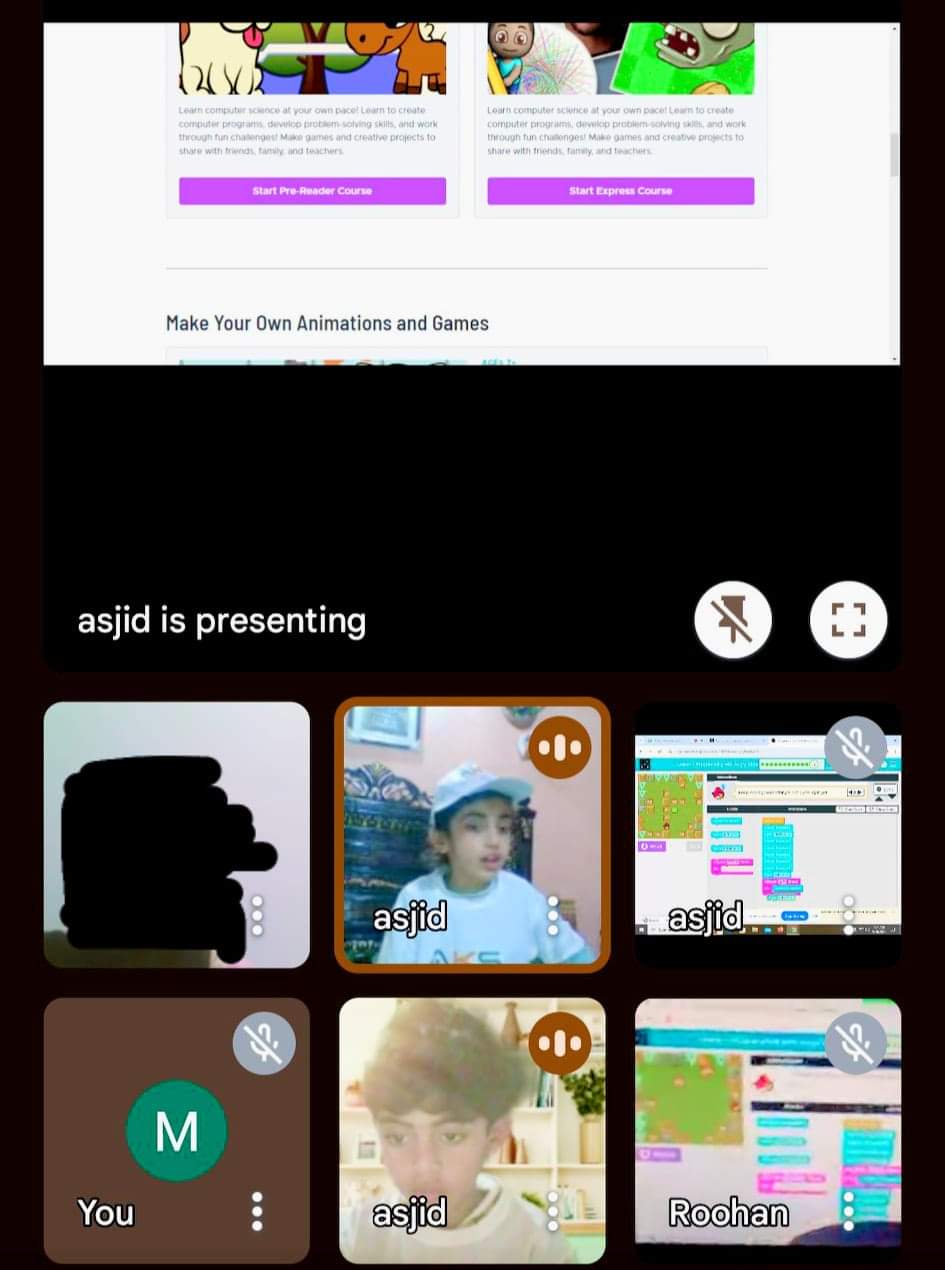 Learn computer science at your own pace! Learn to create
computer programs, develop problem-solving skills, and work
through fun challenges! Make games and creative projects to
share with friends, family, and teachers.
Start Pre-Reader Course
Learn computer science at your own pace! Learn to create
computer programs, develop problem-solving skills, and work
through fun challenges! Make games and creative projects to
share with friends, family, and teachers.
Start Express Course
Make Your Own Animations and Games
asjid is presenting
asjid
AKS
asjid
M
You
asjid
Roohan